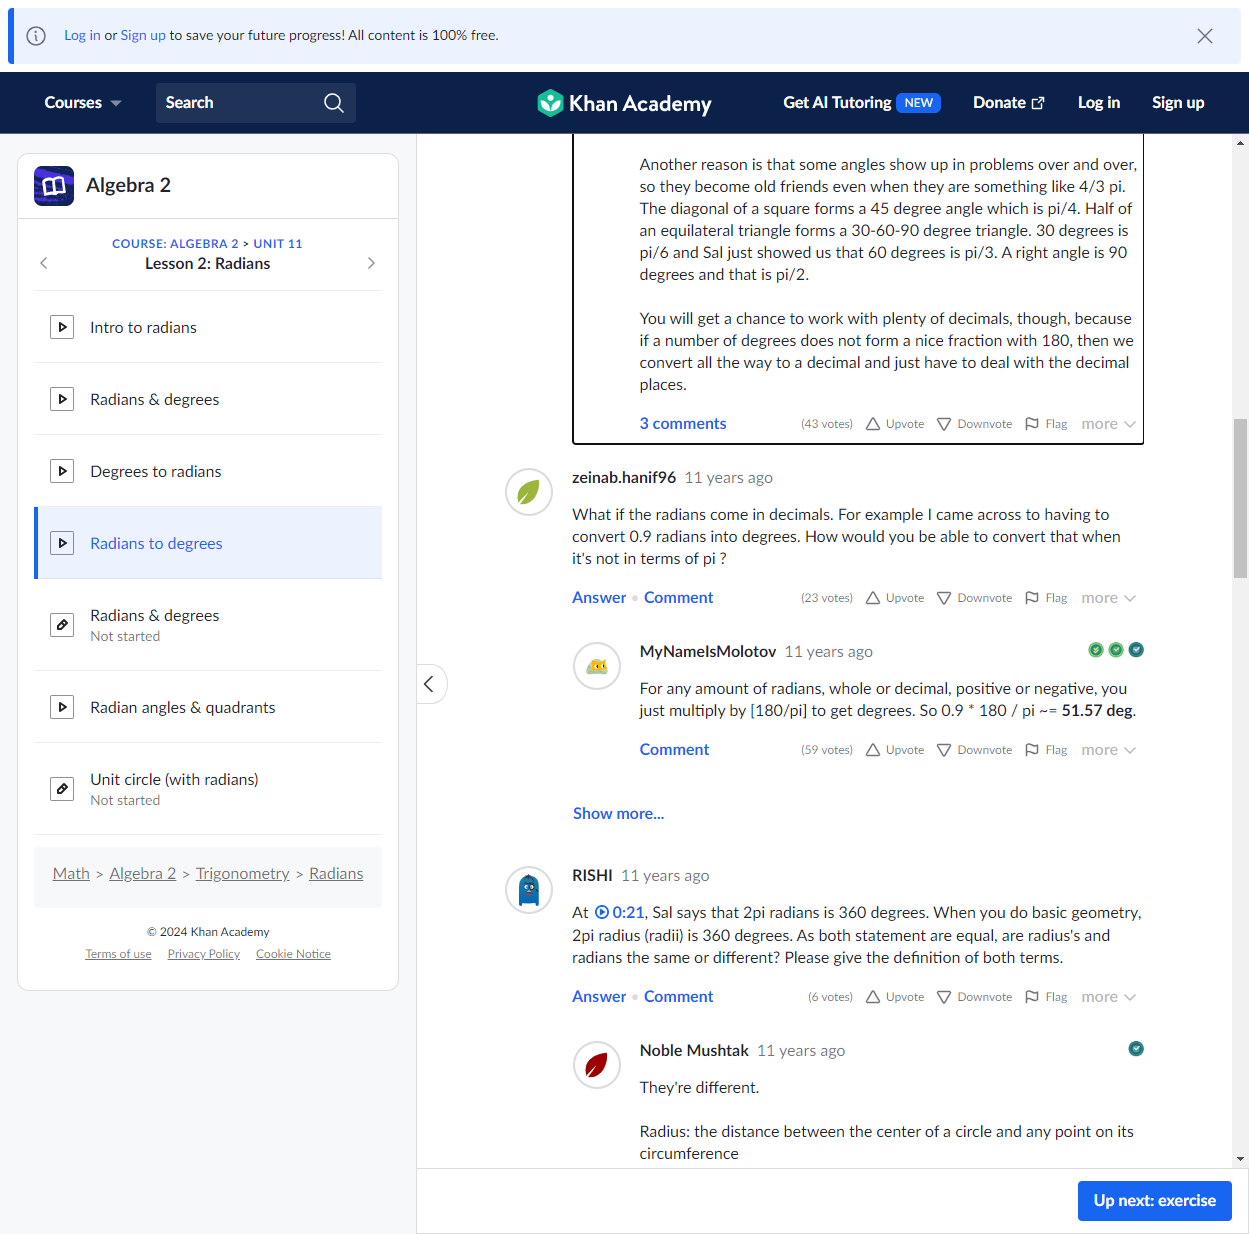 Log in or Sign up to save your future progress! All content is 100% free.
Courses
Search
Khan Academy
Get AI Tutoring NEW
Donate
Log in
Sign up
Algebra 2
COURSE: ALGEBRA 2 > UNIT 11
Lesson 2: Radians
Intro to radians
Radians & degrees
Degrees to radians
Radians to degrees
Radians & degrees
Not started
Radian angles & quadrants
Unit circle (with radians)
Not started
Math > Algebra 2 > Trigonometry > Radians
© 2024 Khan Academy
Terms of use Privacy Policy Cookie Notice
Another reason is that some angles show up in problems over and over,
so they become old friends even when they are something like 4/3 pi.
The diagonal of a square forms a 45 degree angle which is pi/4. Half of
an equilateral triangle forms a 30-60-90 degree triangle. 30 degrees is
pi/6 and Sal just showed us that 60 degrees is pi/3. A right angle is 90
degrees and that is pi/2.
You will get a chance to work with plenty of decimals, though, because
if a number of degrees does not form a nice fraction with 180, then we
convert all the way to a decimal and just have to deal with the decimal
places.
3 comments (43 votes) Upvote Downvote Flag more
zeinab.hanif96 11 years ago
What if the radians come in decimals. For example I came across to having to
convert 0.9 radians into degrees. How would you be able to convert that when
it's not in terms of pi ?
Answer • Comment (23 votes) Upvote Downvote Flag more
MyNameIsMolotov 11 years ago
For any amount of radians, whole or decimal, positive or negative, you
just multiply by [180/pi] to get degrees. So 0.9 * 180 / pi ~= 51.57 deg.
Comment (59 votes) Upvote Downvote Flag more
Show more...
RISHI 11 years ago
At 0:21, Sal says that 2pi radians is 360 degrees. When you do basic geometry,
2pi radius (radii) is 360 degrees. As both statement are equal, are radius's and
radians the same or different? Please give the definition of both terms.
Answer • Comment (6 votes) Upvote Downvote Flag more
Noble Mushtak 11 years ago
They're different.
Radius: the distance between the center of a circle and any point on its
circumference
Up next: exercise